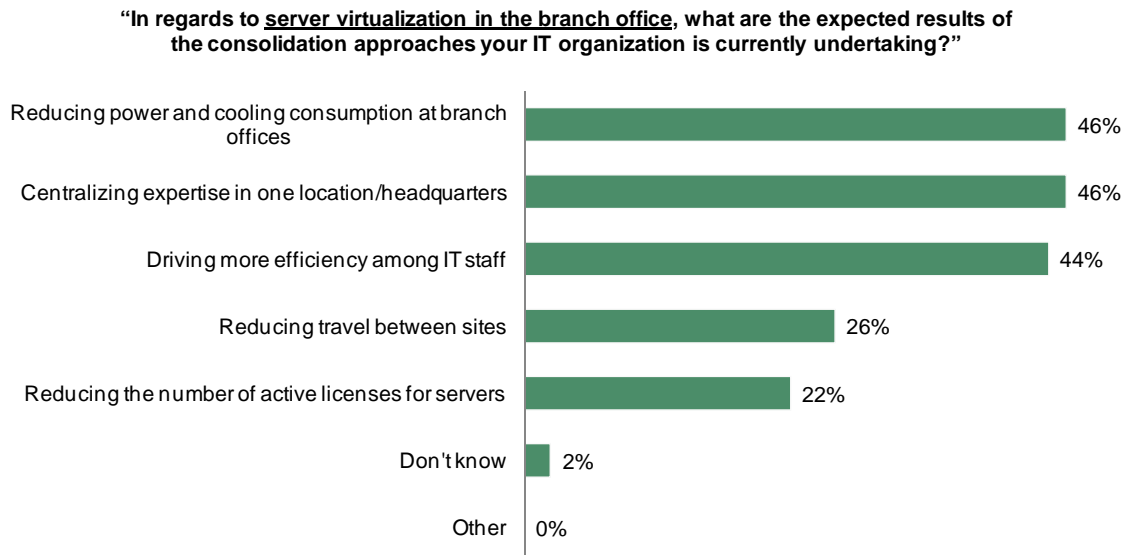 “In regards to server virtualization in the branch office, what are the expected results of
the consolidation approaches your IT organization is currently undertaking?”
Reducing power and cooling consumption at branch
offices
46%
Centralizing expertise in one location/headquarters
46%
Driving more efficiency among IT staff
44%
Reducing travel between sites
26%
Reducing the number of active licenses for servers
22%
Don't know
2%
Other
0%